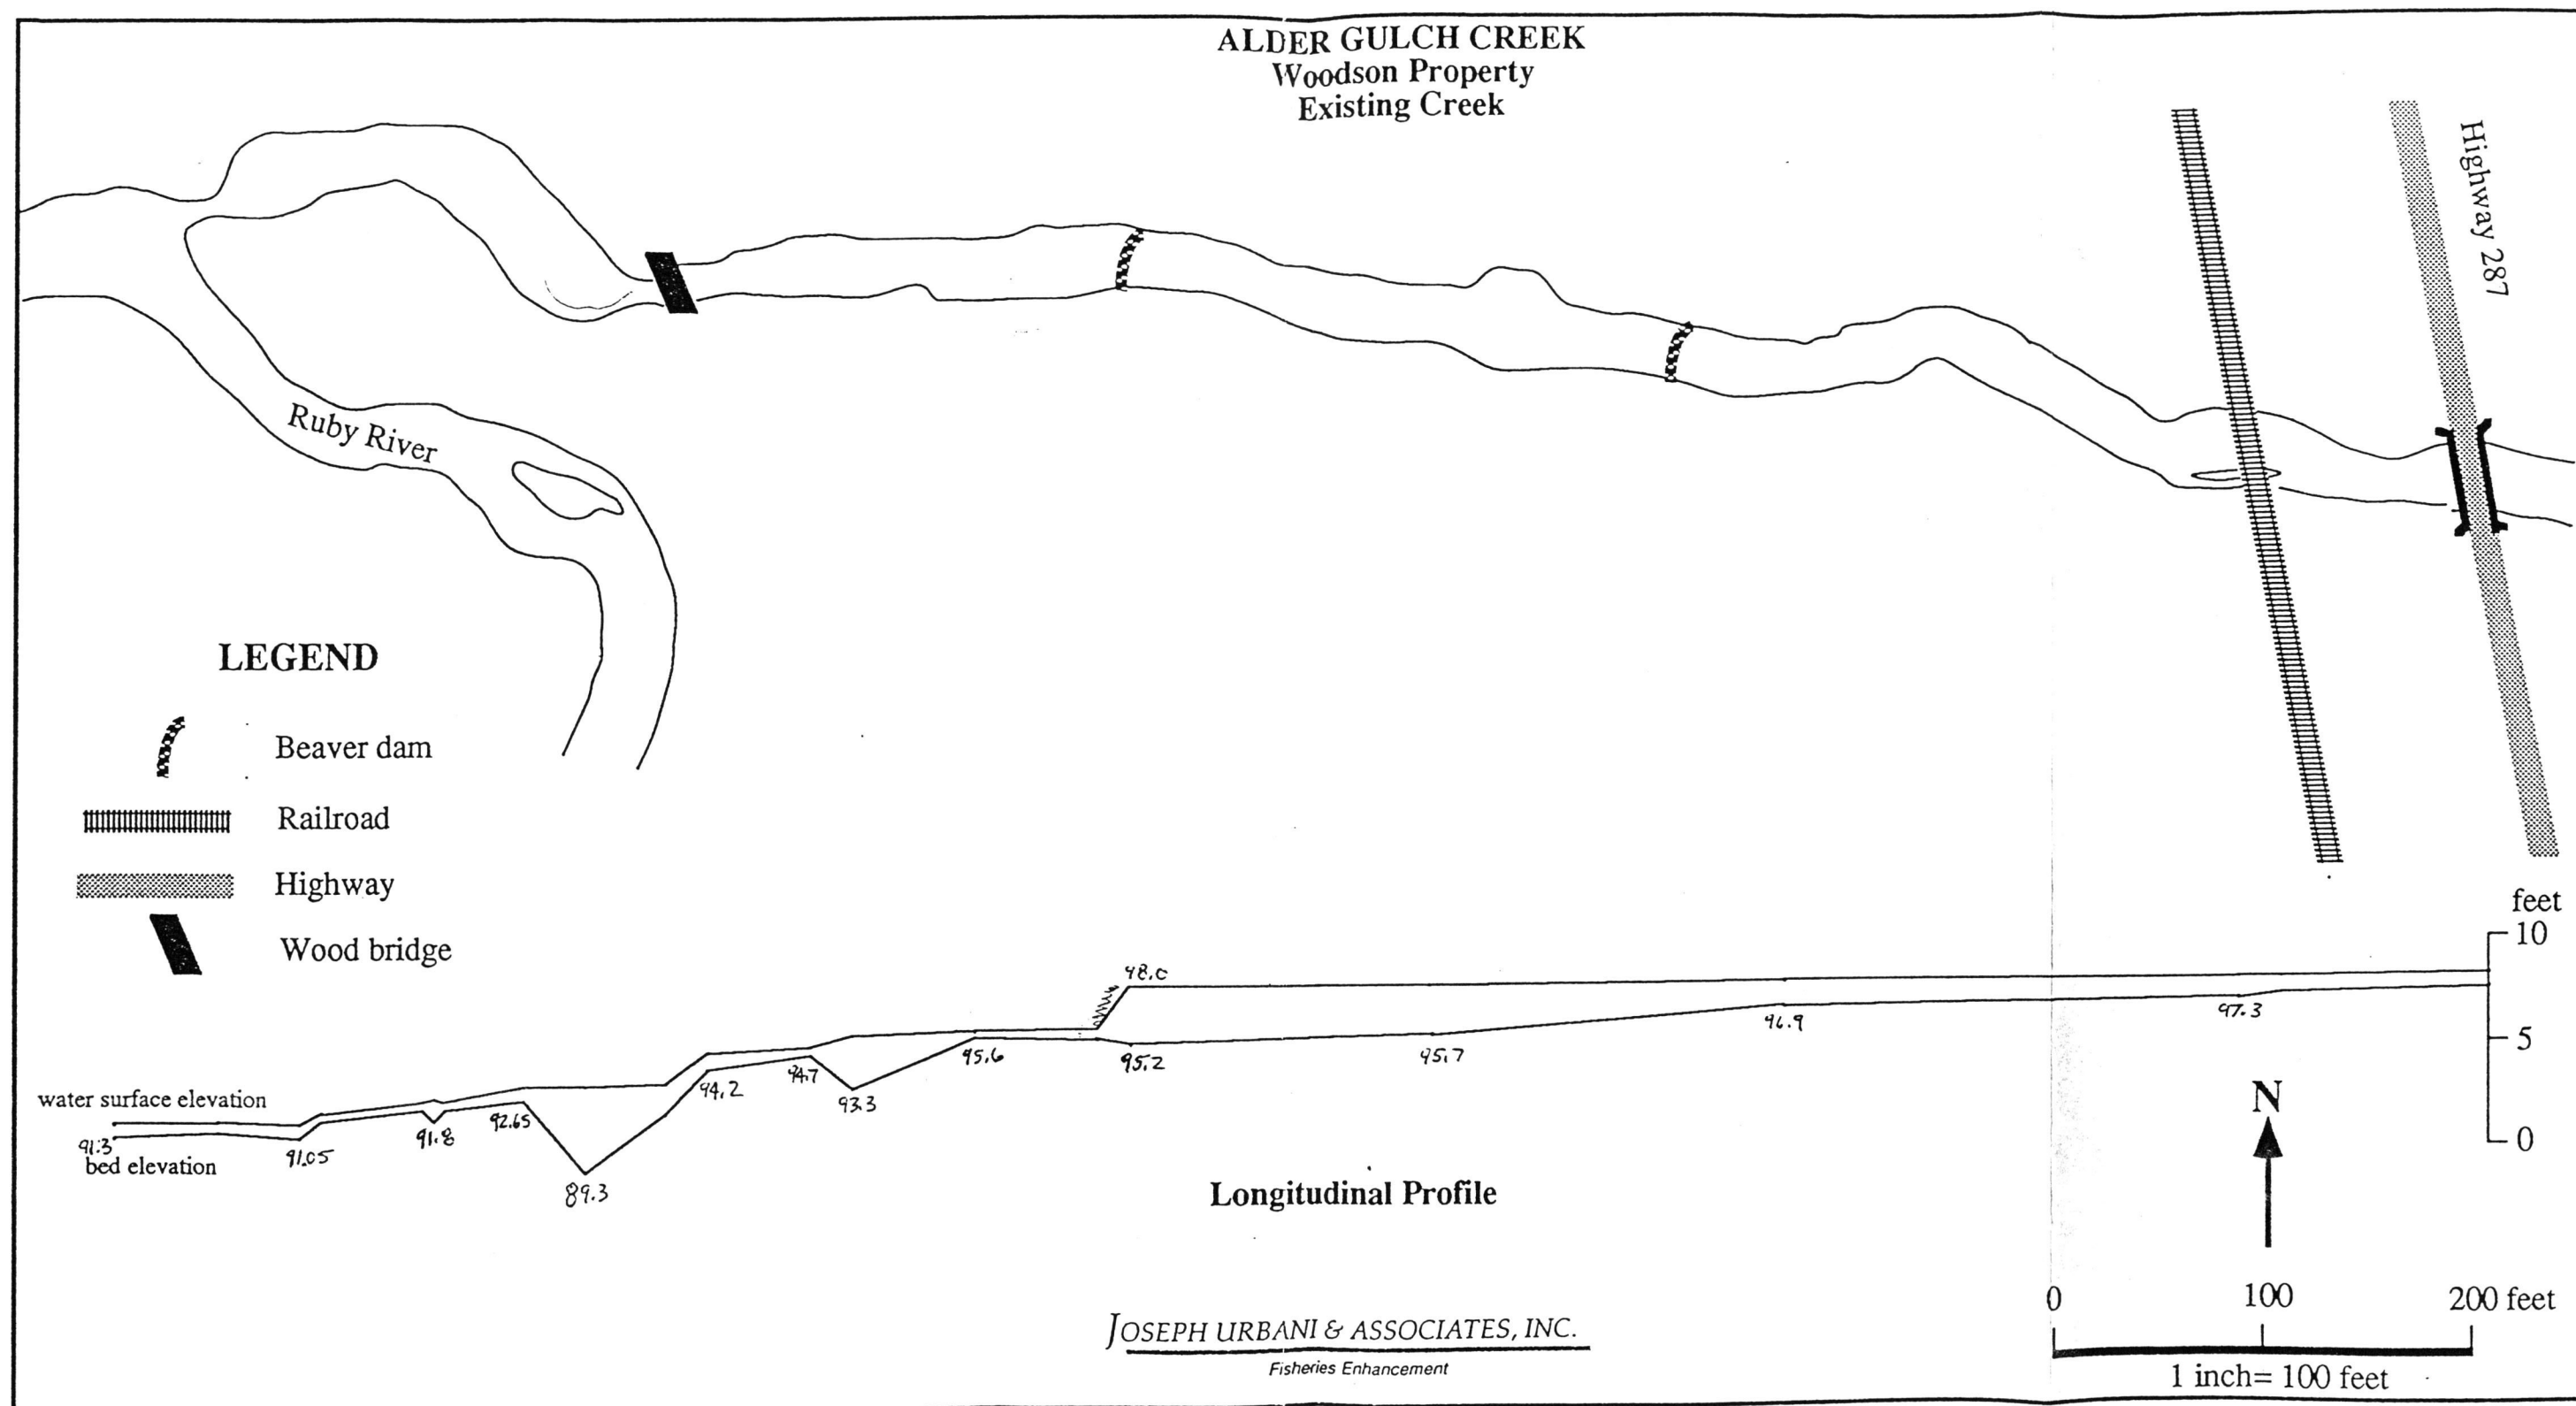 ALDER GULCH CREEK
Woodson Property
Existing Creek
Highway 287
Ruby River
LEGEND
Beaver dam
Railroad
Highway
Wood bridge
feet
10
5
0
98.0
97.3
96.9
95.7
95.2
95.6
93.3
94.7
94.2
89.3
92.65
91.8
91.05
91.3
water surface elevation
bed elevation
Longitudinal Profile
N
0 100 200 feet
1 inch= 100 feet
JOSEPH URBANI & ASSOCIATES, INC.
Fisheries Enhancement